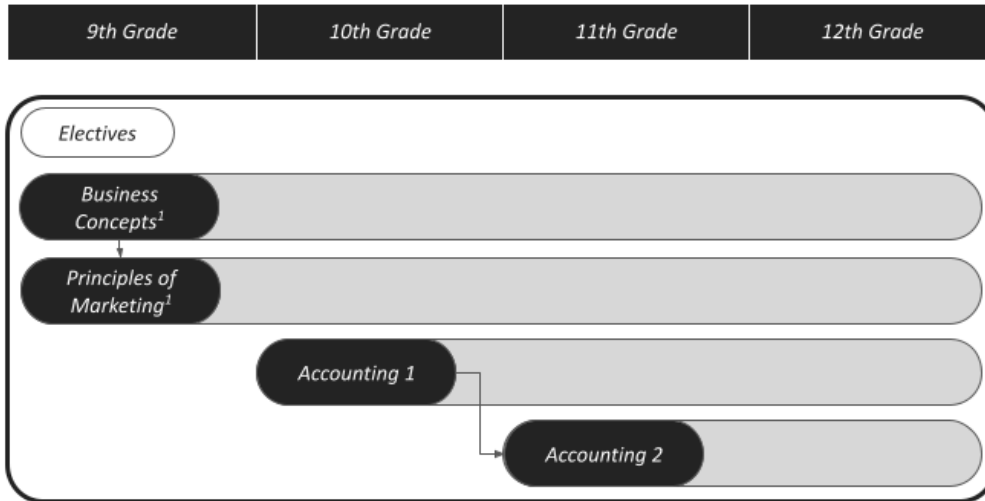 9th Grade
10th Grade
11th Grade
12th Grade
Electives
Business
Concepts¹
Principles of
Marketing¹
Accounting 1
Accounting 2